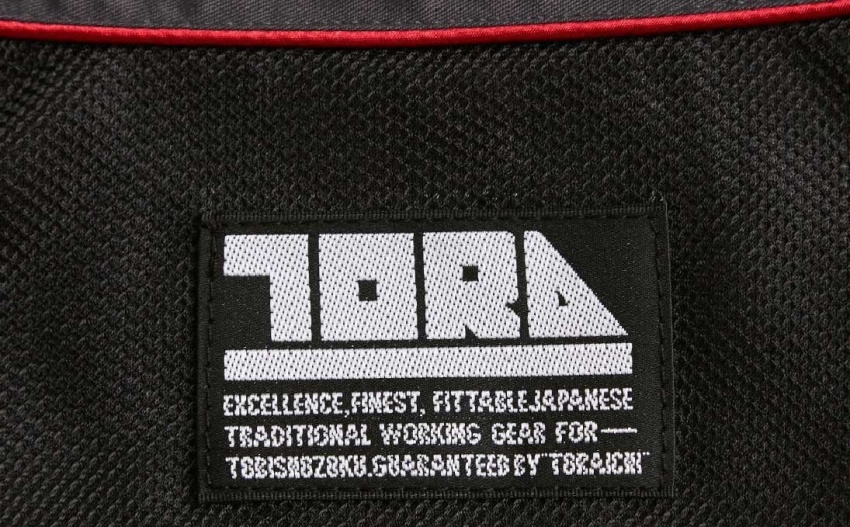 TORA
EXCELLENCE,FINEST, FITTABLEJAPANESE
TRADITIONAL WORKING GEAR FOR—
TOBISHOZOKU.GUARANTEED BY "TORAICHI"